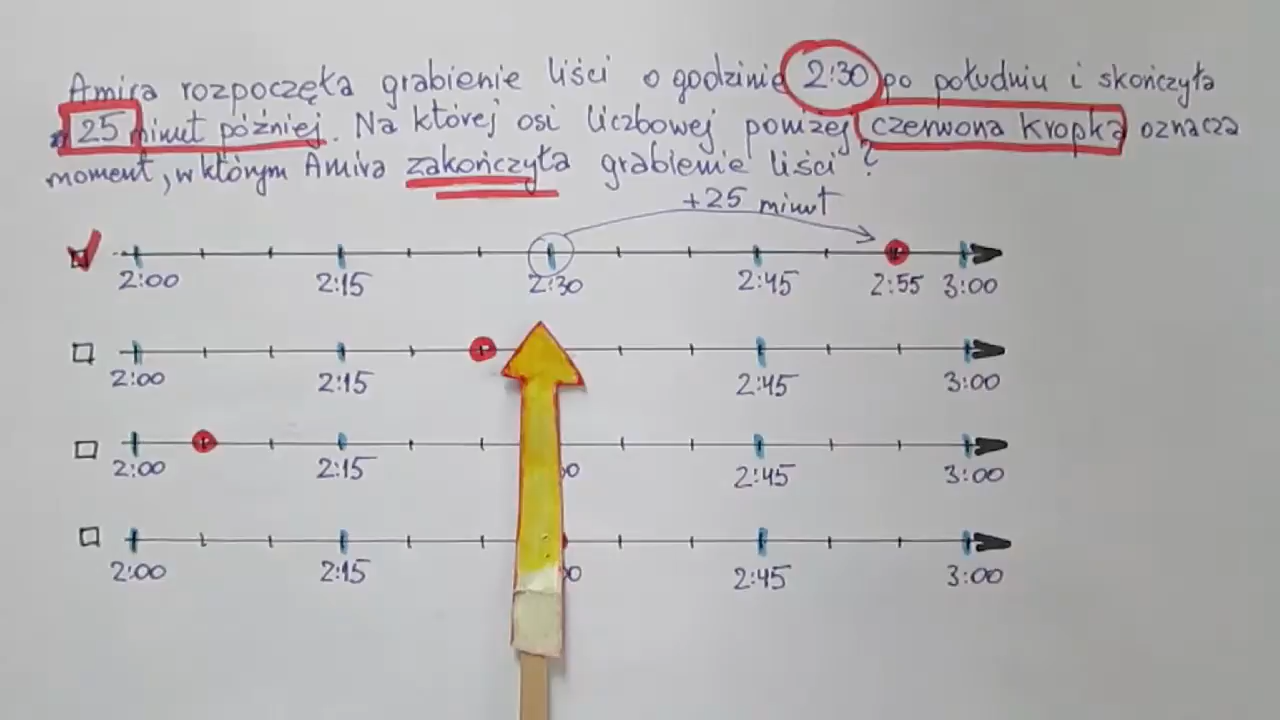 Amira rozpoczęła grabienie liści o godzinie 2:30 po południu i skończyła
25 minut później. Na której osi liczbowej poniżej czerwona kropka oznacza
moment, w którym Amira zakończyła grabienie liści?
+25 minut
2:00 2:15 2:30 2:45 2:55 3:00
2:00 2:15 2:45 3:00
2:00 2:15 2:45 3:00
2:00 2:15 2:45 3:00